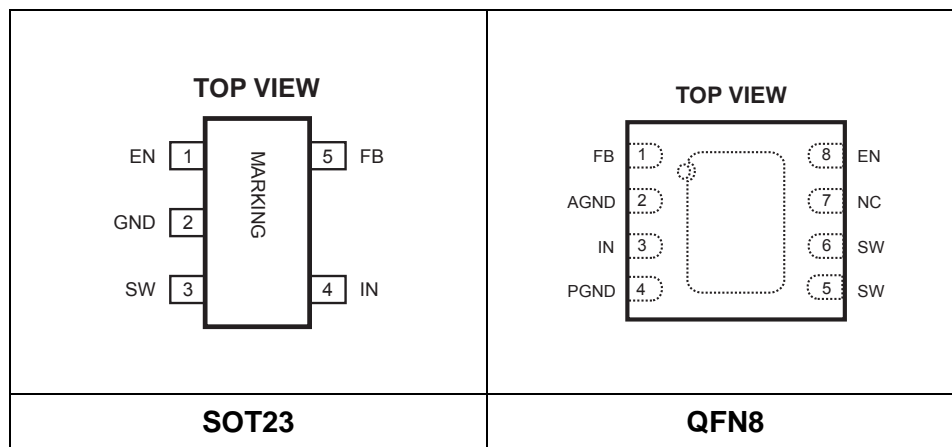 TOP VIEW
EN 1
5 FB
GND 2
SW 3
4 IN
MARKING
SOT23
TOP VIEW
FB 1
8 EN
AGND 2
7 NC
IN 3
6 SW
PGND 4
5 SW
QFN8